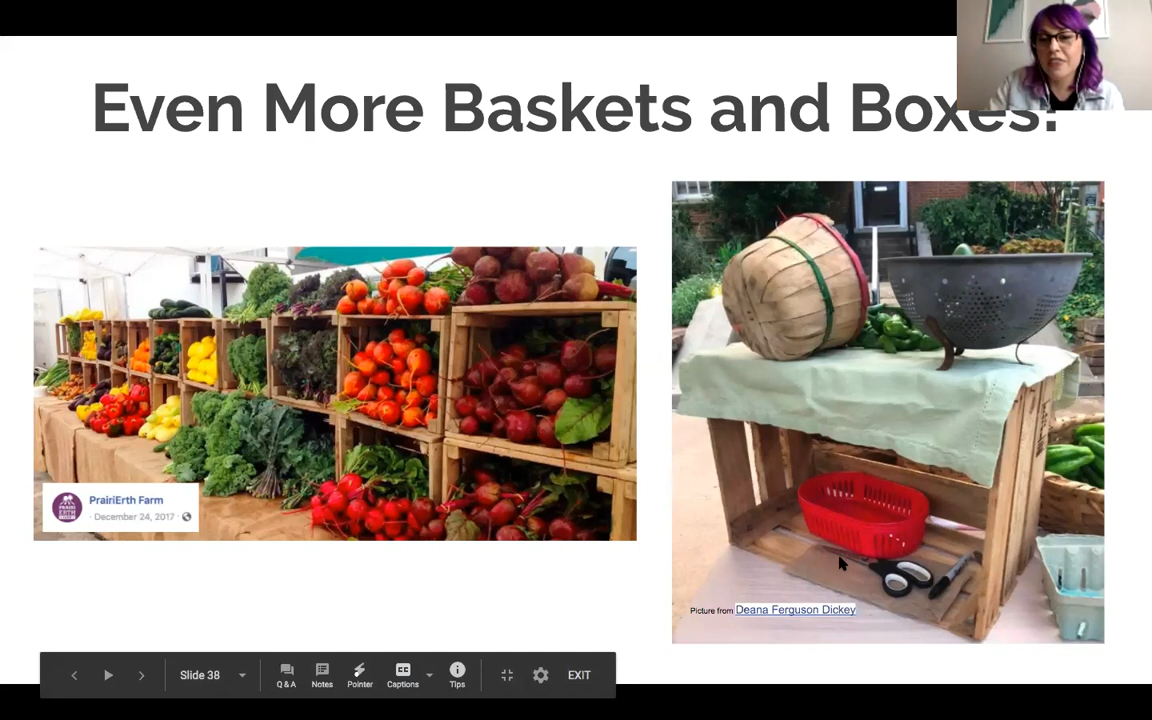 Even More Baskets and Boxes!
PrairiErth Farm
· December 24, 2017 ·
Picture from Deana Ferguson Dickey
Slide 38
Q & A
Notes
Pointer
CC
Captions
Tips
EXIT